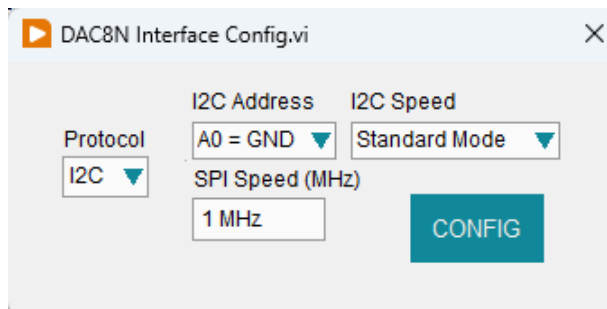 DAC8N Interface Config.vi
I2C Address I2C Speed
Protocol A0 = GND Standard Mode
I2C SPI Speed (MHz)
1 MHz CONFIG